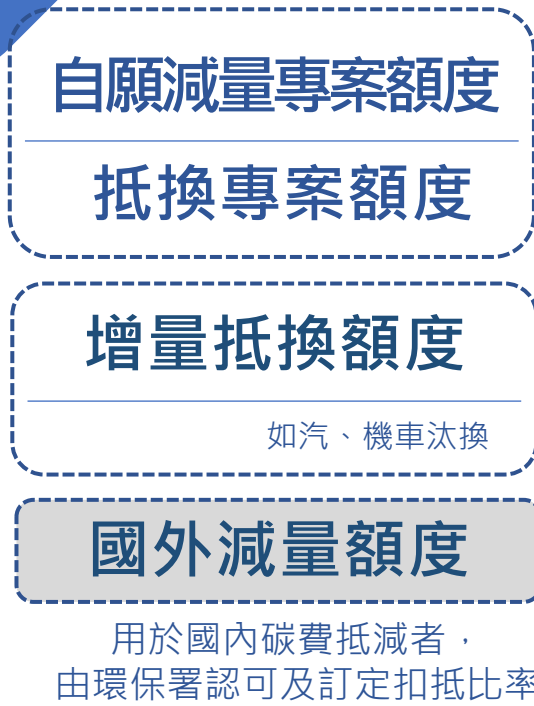 自願減量專案額度
抵換專案額度
增量抵換額度
如汽、機車汰換
國外減量額度
用於國內碳費抵減者，
由環保署認可及訂定扣抵比率